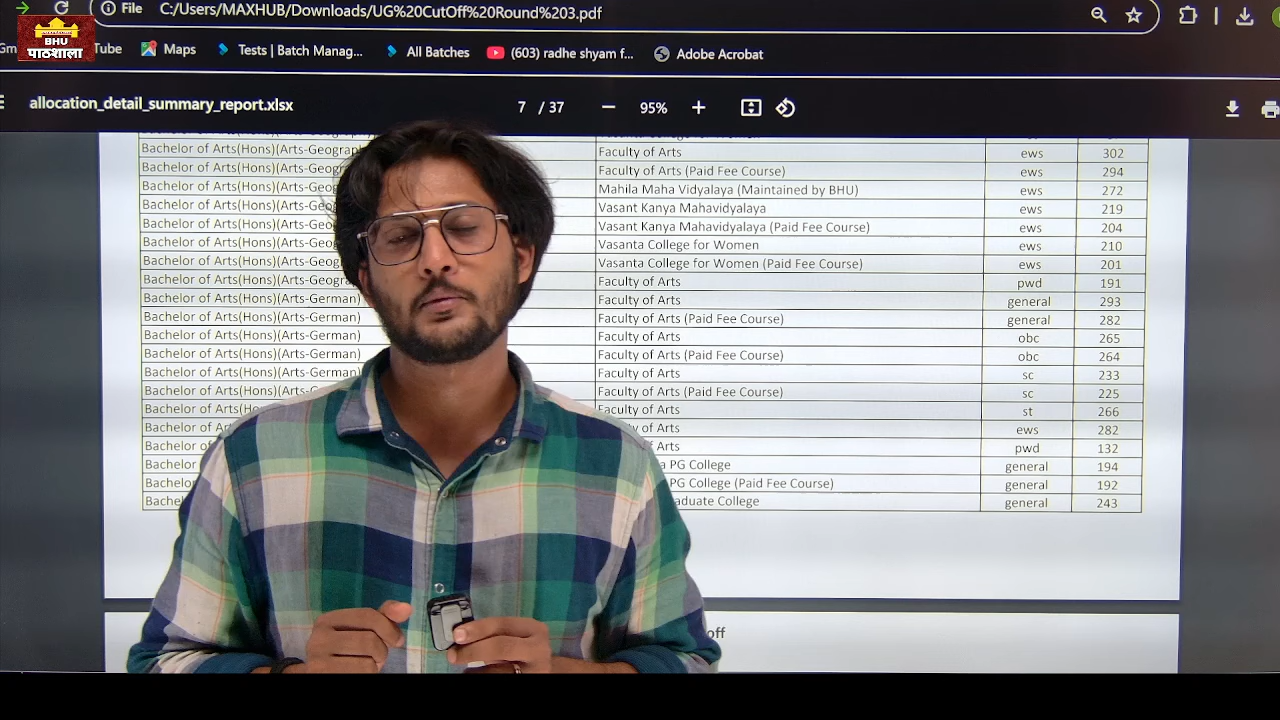 File C:/Users/MAXHUB/Downloads/UG%20CutOff%20Round%203.pdf
BHU
पाठशाला
Gm
Tube Maps Tests | Batch Manag... All Batches (603) radhe shyam f... Adobe Acrobat
allocation_detail_summary_report.xlsx 7 / 37 95%
Bachelor of Arts(Hons)(Arts-Geograph Faculty of Arts ews 302
Bachelor of Arts(Hons)(Arts-Geogra Faculty of Arts (Paid Fee Course) ews 294
Bachelor of Arts(Hons)(Arts-Geog Mahila Maha Vidyalaya (Maintained by BHU) ews 272
Bachelor of Arts(Hons)(Arts-Geo Vasant Kanya Mahavidyalaya ews 219
Bachelor of Arts(Hons)(Arts-Geo Vasant Kanya Mahavidyalaya (Paid Fee Course) ews 204
Bachelor of Arts(Hons)(Arts-Geo Vasanta College for Women ews 210
Bachelor of Arts(Hons)(Arts-Geog Vasanta College for Women (Paid Fee Course) ews 201
Bachelor of Arts(Hons)(Arts-Geogra Faculty of Arts pwd 191
Bachelor of Arts(Hons)(Arts-German) Faculty of Arts general 293
Bachelor of Arts(Hons)(Arts-German) Faculty of Arts (Paid Fee Course) general 282
Bachelor of Arts(Hons)(Arts-German) Faculty of Arts obc 265
Bachelor of Arts(Hons)(Arts-German) Faculty of Arts (Paid Fee Course) obc 264
Bachelor of Arts(Hons)(Arts-German) Faculty of Arts sc 233
Bachelor of Arts(Hons)(Arts-G Faculty of Arts (Paid Fee Course) sc 225
Bachelor of Arts(Ho Faculty of Arts st 266
Bachelor of A of Arts ews 282
Bachelor of of Arts pwd 132
Bachelor a PG College general 194
Bachelor PG College (Paid Fee Course) general 192
Bachel aduate College general 243
off